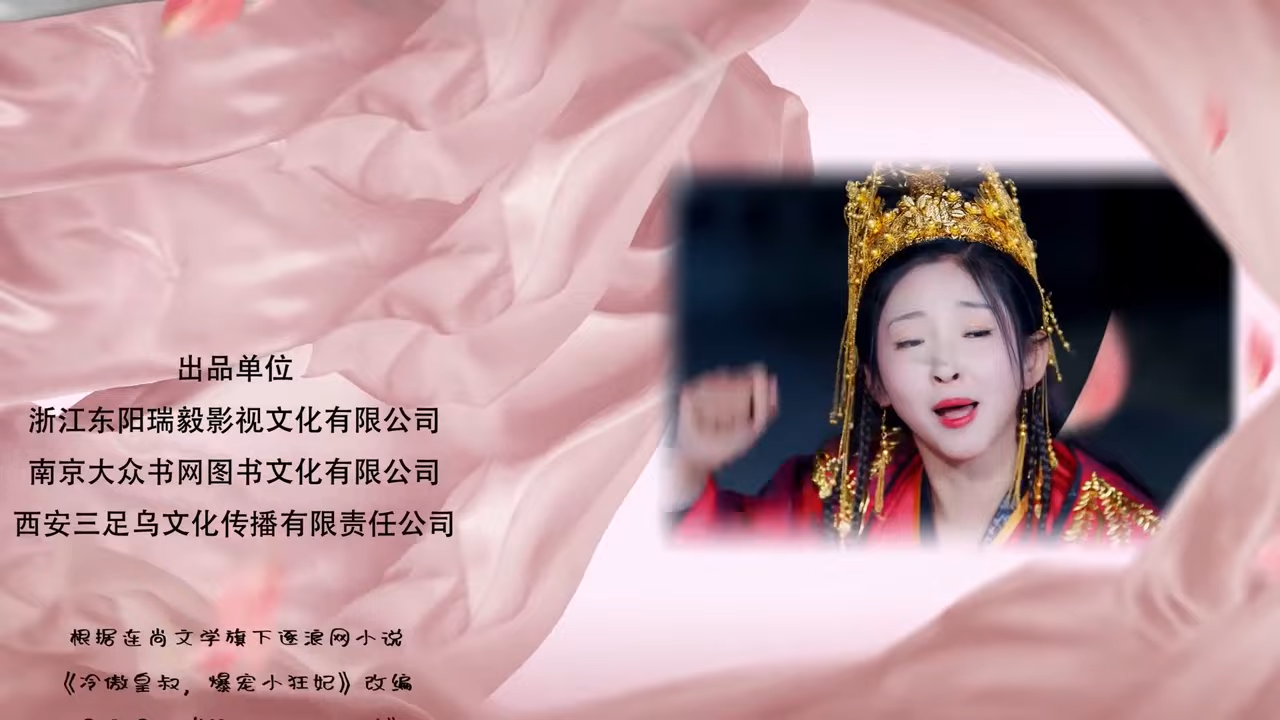 出品单位
浙江东阳瑞毅影视文化有限公司
南京大众书网图书文化有限公司
西安三足乌文化传播有限责任公司
根据连尚文学旗下逐浪网小说
《冷傲皇叔，爆宠小狂妃》改编